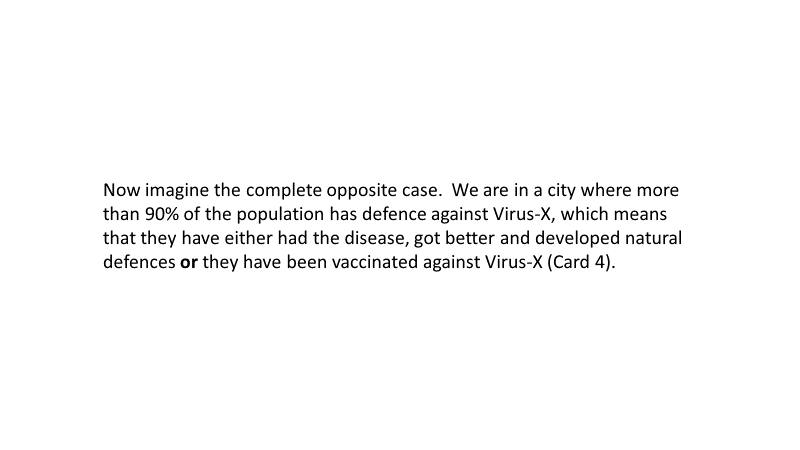 Now imagine the complete opposite case.  We are in a city where more
than 90% of the population has defence against Virus-X, which means
that they have either had the disease, got better and developed natural
defences or they have been vaccinated against Virus-X (Card 4).